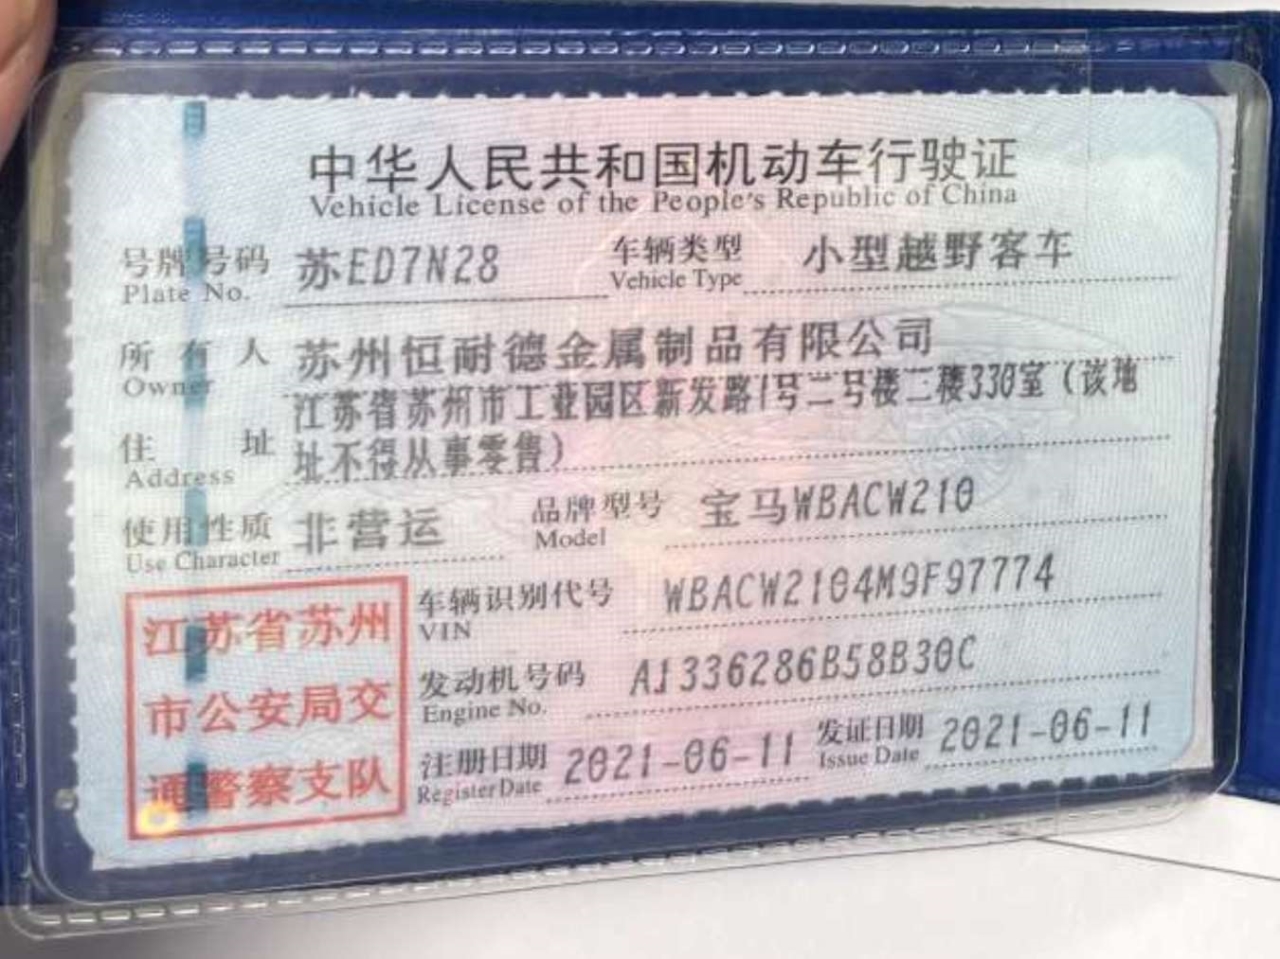 中华人民共和国机动车行驶证
Vehicle License of the People's Republic of China
号牌号码 苏ED7N28 车辆类型 小型越野客车
Plate No. Vehicle Type
所有人 苏州恒耐德金属制品有限公司
Owner
江苏省苏州市工业园区新发路1号二号楼二楼330室（该地
住址 址不得从事零售）
Address
使用性质 非营运 品牌型号 宝马WBACW210
Use Character Model
江苏省苏州
市公安局交
通警察支队
车辆识别代号 WBACW2104M9F97774
VIN
发动机号码 A1336286B58B30C
Engine No.
注册日期 2021-06-11 发证日期 2021-06-11
Register Date Issue Date